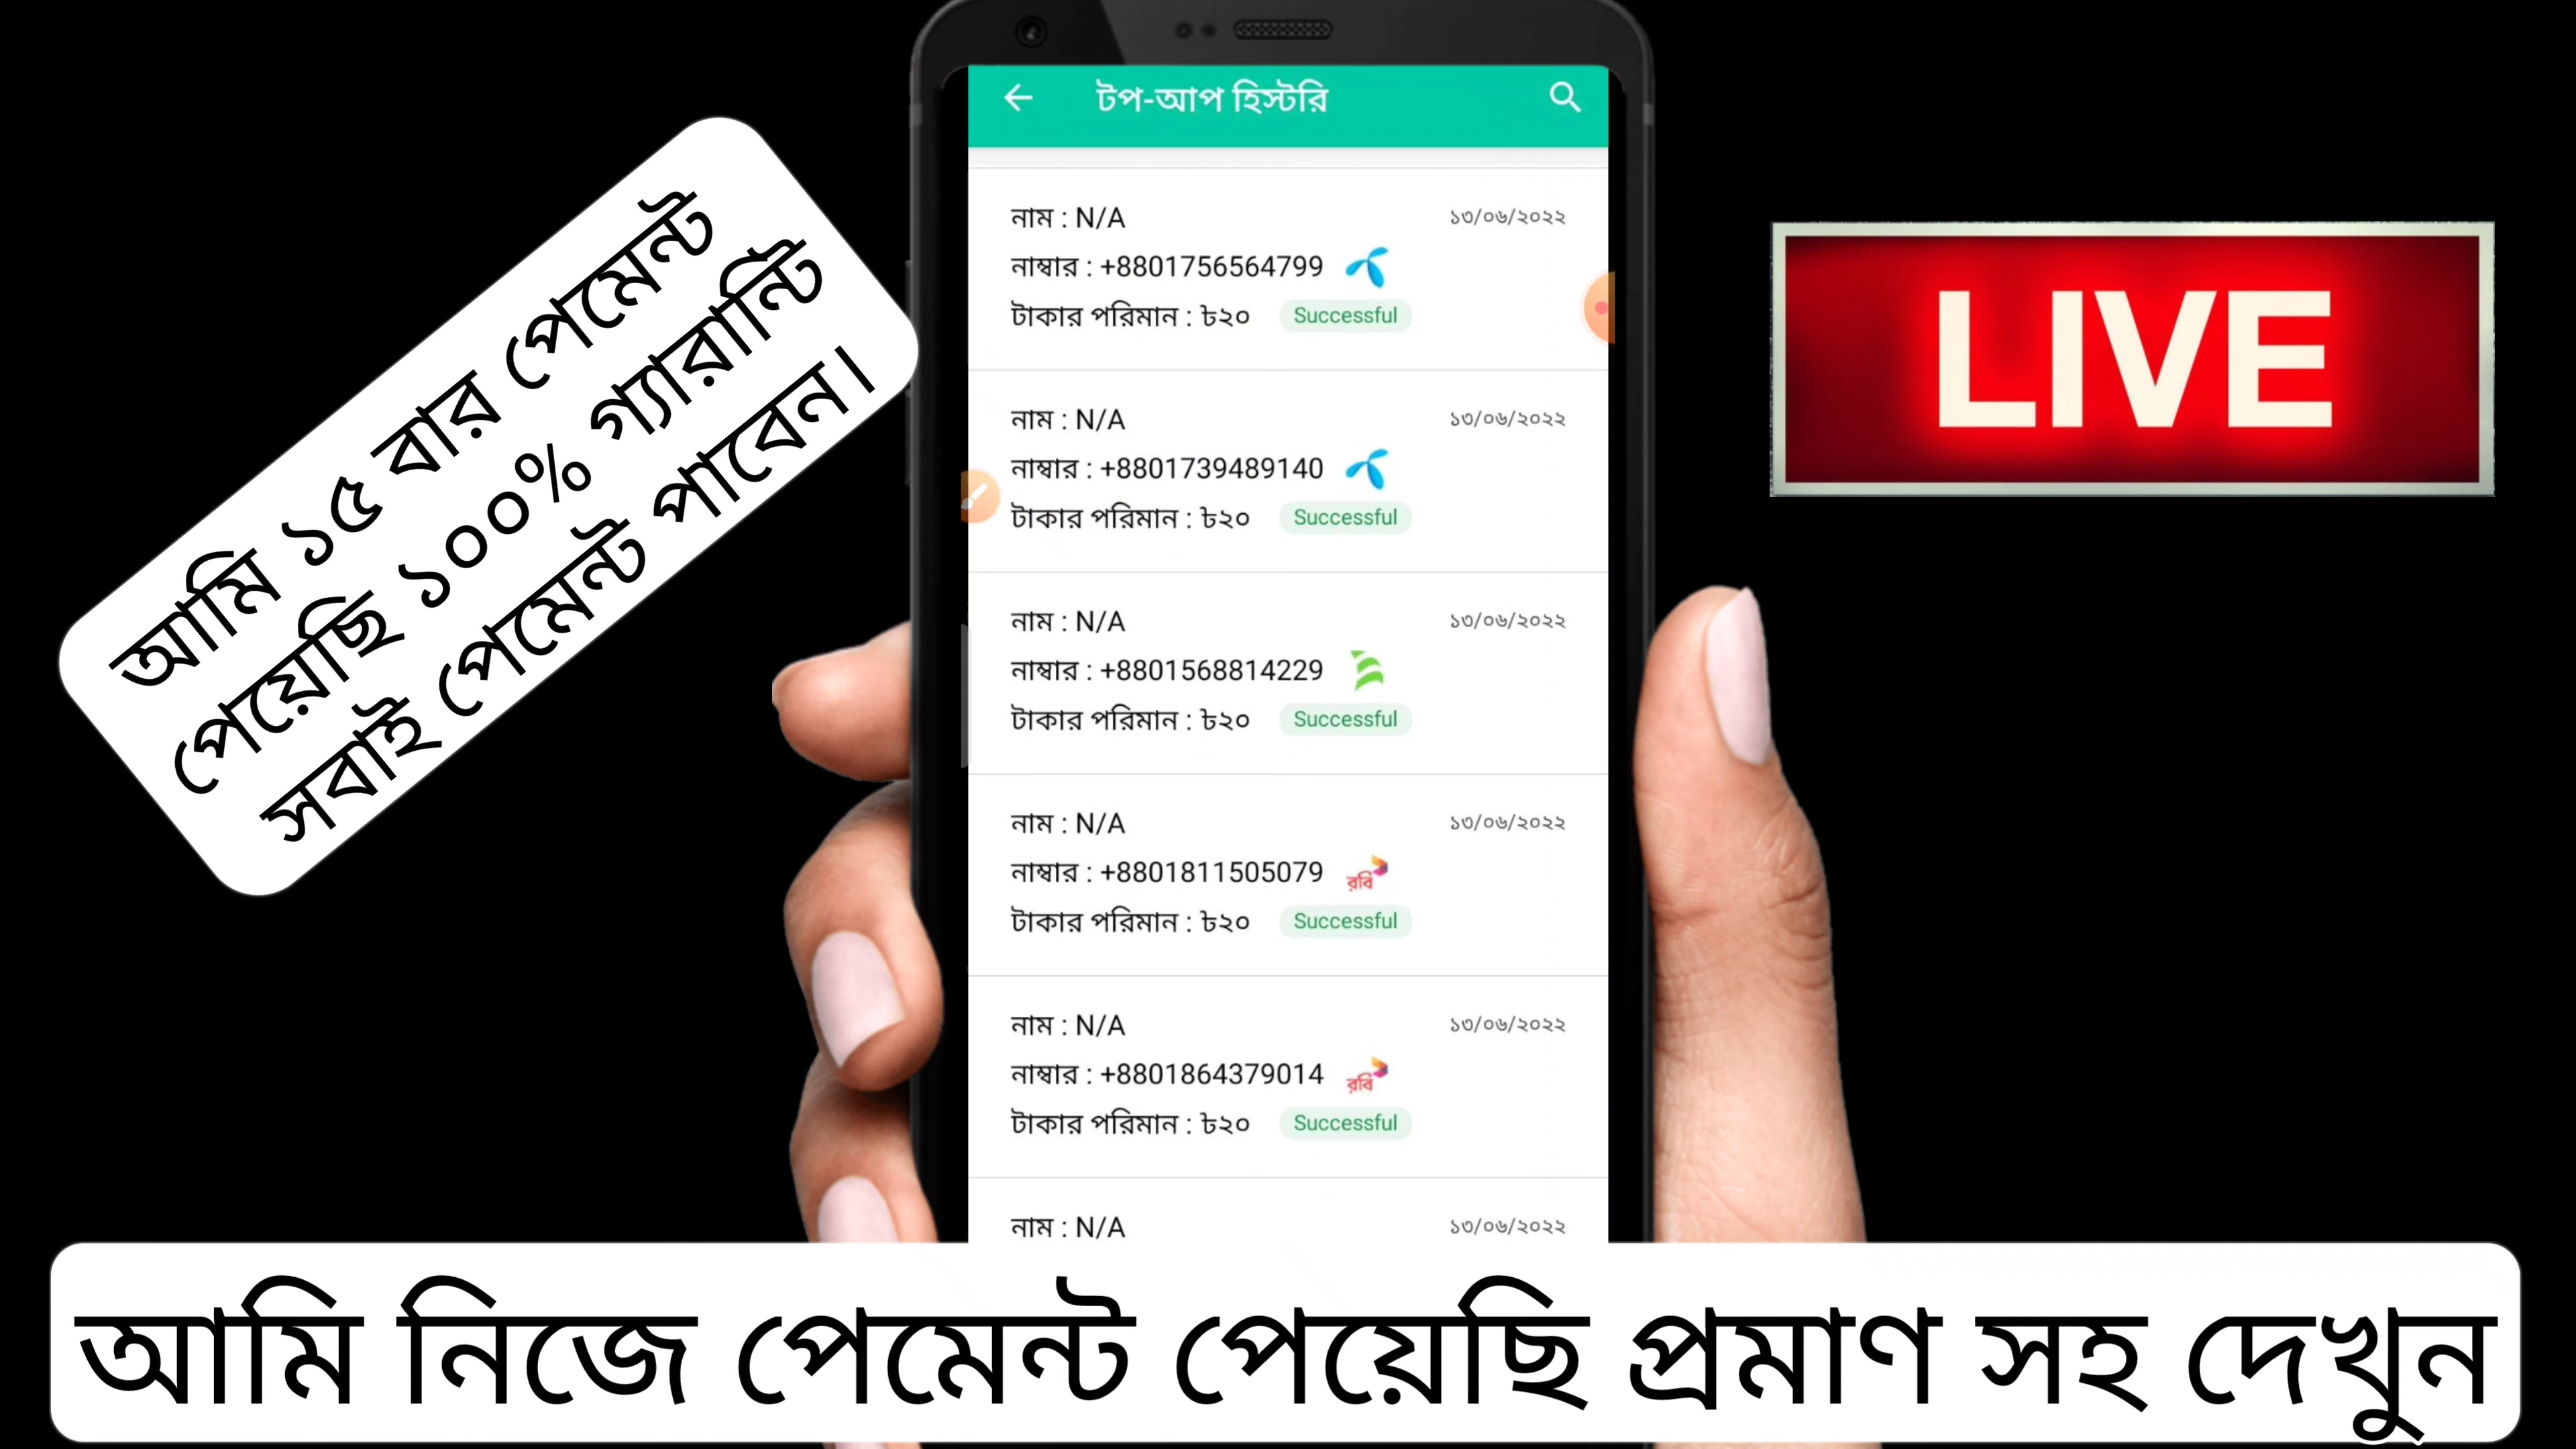 আমি ১৫ বার পেমেন্ট
পেয়েছি ১০০% গ্যারান্টি
সবাই পেমেন্ট পাবেন।
টপ-আপ হিস্টরি
নাম : N/A ১৩/০৬/২০২২
নাম্বার : +8801756564799
টাকার পরিমান : ৳২০ Successful
নাম : N/A ১৩/০৬/২০২২
নাম্বার : +8801739489140
টাকার পরিমান : ৳২০ Successful
নাম : N/A ১৩/০৬/২০২২
নাম্বার : +8801568814229
টাকার পরিমান : ৳২০ Successful
নাম : N/A ১৩/০৬/২০২২
নাম্বার : +8801811505079 রবি
টাকার পরিমান : ৳২০ Successful
নাম : N/A ১৩/০৬/২০২২
নাম্বার : +8801864379014 রবি
টাকার পরিমান : ৳২০ Successful
নাম : N/A ১৩/০৬/২০২২
LIVE
আমি নিজে পেমেন্ট পেয়েছি প্রমাণ সহ দেখুন